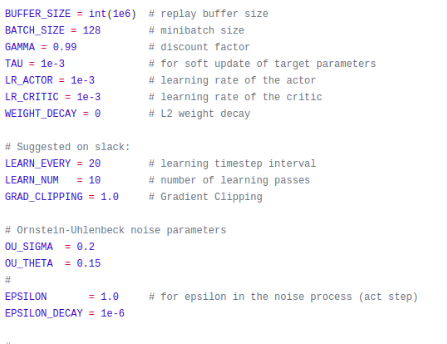 BUFFER_SIZE = int(1e6)  # replay buffer size
BATCH_SIZE = 128        # minibatch size
GAMMA = 0.99            # discount factor
TAU = 1e-3              # for soft update of target parameters
LR_ACTOR = 1e-3         # learning rate of the actor
LR_CRITIC = 1e-3        # learning rate of the critic
WEIGHT_DECAY = 0        # L2 weight decay

# Suggested on slack:
LEARN_EVERY = 20        # learning timestep interval
LEARN_NUM   = 10        # number of learning passes
GRAD_CLIPPING = 1.0     # Gradient Clipping

# Ornstein-Uhlenbeck noise parameters
OU_SIGMA  = 0.2
OU_THETA  = 0.15
#
EPSILON       = 1.0     # for epsilon in the noise process (act step)
EPSILON_DECAY = 1e-6